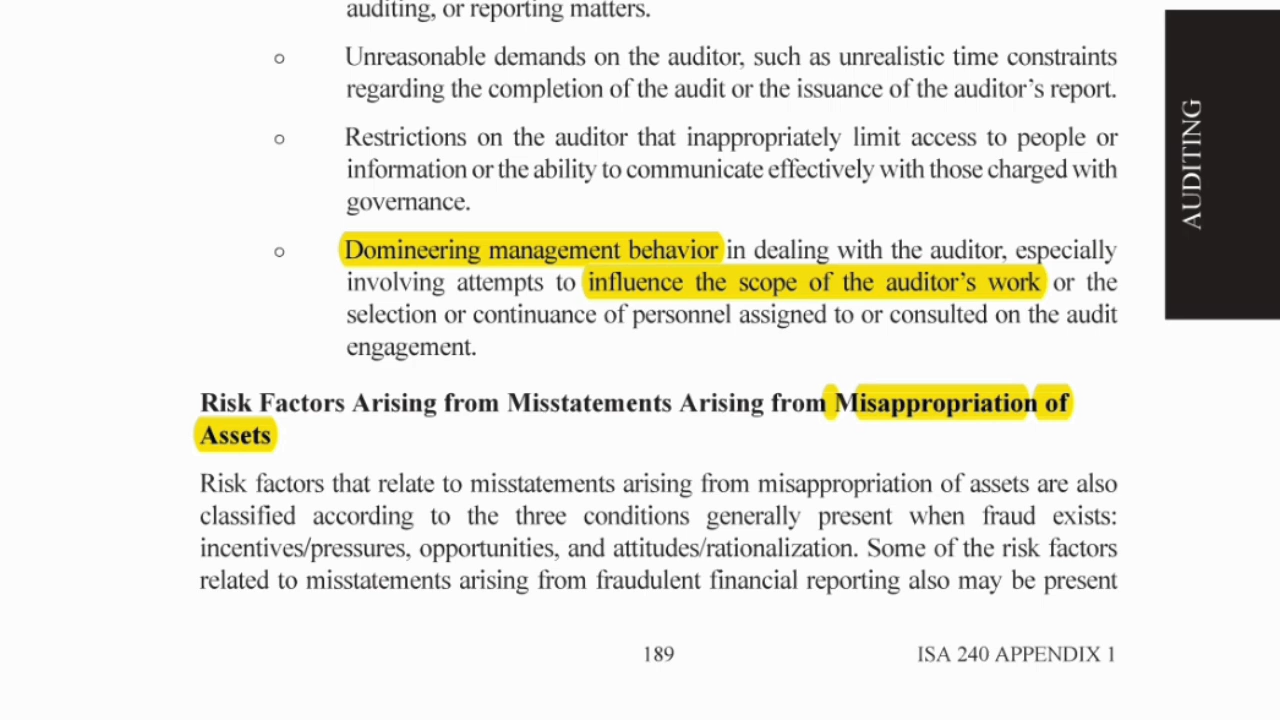 auditing, or reporting matters.
o Unreasonable demands on the auditor, such as unrealistic time constraints
regarding the completion of the audit or the issuance of the auditor's report.
o Restrictions on the auditor that inappropriately limit access to people or
information or the ability to communicate effectively with those charged with
governance.
o Domineering management behavior in dealing with the auditor, especially
involving attempts to influence the scope of the auditor's work or the
selection or continuance of personnel assigned to or consulted on the audit
engagement.
Risk Factors Arising from Misstatements Arising from Misappropriation of
Assets
Risk factors that relate to misstatements arising from misappropriation of assets are also
classified according to the three conditions generally present when fraud exists:
incentives/pressures, opportunities, and attitudes/rationalization. Some of the risk factors
related to misstatements arising from fraudulent financial reporting also may be present
189 ISA 240 APPENDIX 1
AUDITING